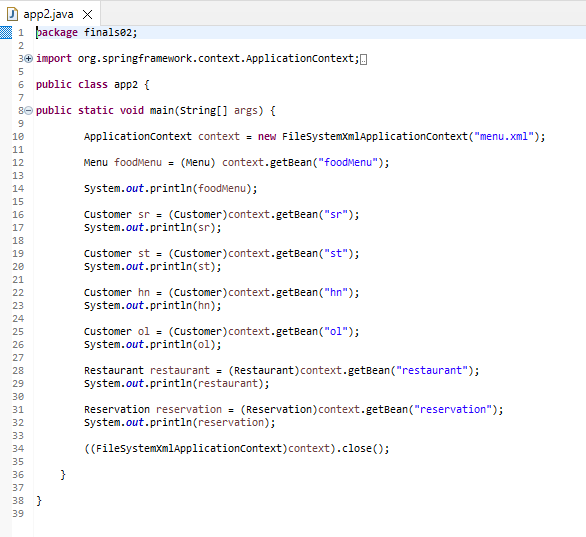 app2.java
1 package finals02;
2
3 import org.springframework.context.ApplicationContext;
5
6 public class app2 {
7
8 public static void main(String[] args) {
9
10 ApplicationContext context = new FileSystemXmlApplicationContext("menu.xml");
11
12 Menu foodMenu = (Menu) context.getBean("foodMenu");
13
14 System.out.println(foodMenu);
15
16 Customer sr = (Customer)context.getBean("sr");
17 System.out.println(sr);
18
19 Customer st = (Customer)context.getBean("st");
20 System.out.println(st);
21
22 Customer hn = (Customer)context.getBean("hn");
23 System.out.println(hn);
24
25 Customer ol = (Customer)context.getBean("ol");
26 System.out.println(ol);
27
28 Restaurant restaurant = (Restaurant)context.getBean("restaurant");
29 System.out.println(restaurant);
30
31 Reservation reservation = (Reservation)context.getBean("reservation");
32 System.out.println(reservation);
33
34 ((FileSystemXmlApplicationContext)context).close();
35
36 }
37
38 }
39